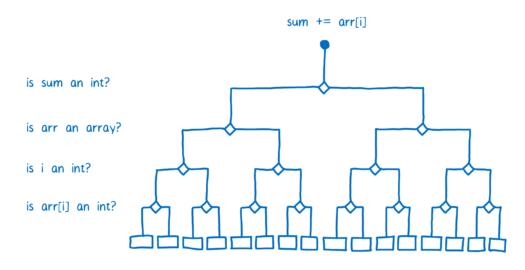 sum += arr[i]
is sum an int?
is arr an array?
is i an int?
is arr[i] an int?